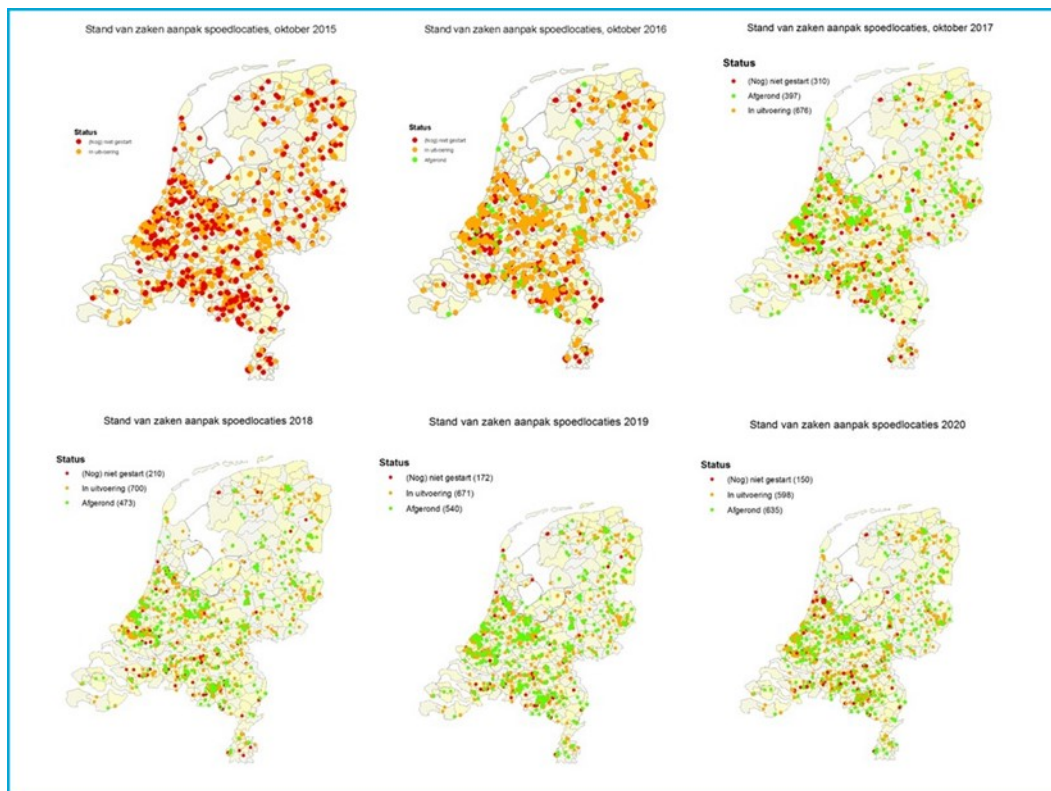 Stand van zaken aanpak spoedlocaties, oktober 2015
Status
(Nog) niet gestart
In uitvoering
Stand van zaken aanpak spoedlocaties, oktober 2016
Status
(Nog) niet gestart
In uitvoering
Afgerond
Stand van zaken aanpak spoedlocaties, oktober 2017
Status
(Nog) niet gestart (310)
Afgerond (397)
In uitvoering (676)
Stand van zaken aanpak spoedlocaties 2018
Status
(Nog) niet gestart (210)
In uitvoering (700)
Afgerond (473)
Stand van zaken aanpak spoedlocaties 2019
Status
(Nog) niet gestart (172)
In uitvoering (671)
Afgerond (540)
Stand van zaken aanpak spoedlocaties 2020
Status
(Nog) niet gestart (150)
In uitvoering (598)
Afgerond (635)